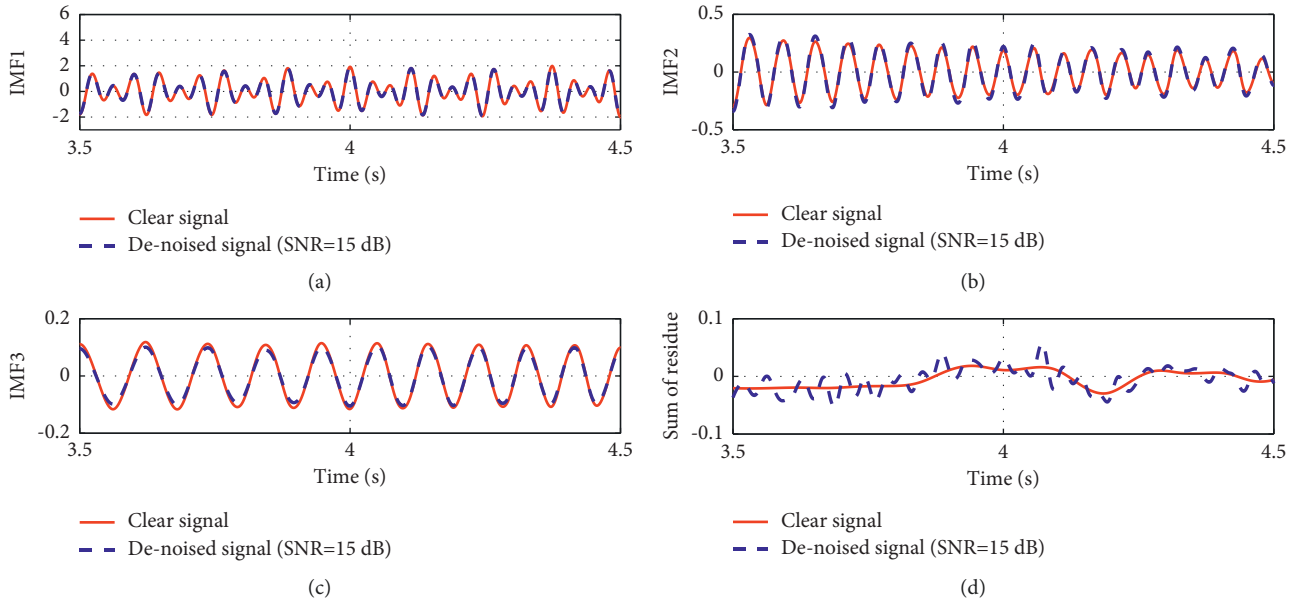 6
4
2
0
-2
IMF1
3.5
4
4.5
Time (s)
Clear signal
De-noised signal (SNR=15 dB)
(a)
0.5
0
-0.5
IMF2
3.5
4
4.5
Time (s)
Clear signal
De-noised signal (SNR=15 dB)
(b)
0.2
0
-0.2
IMF3
3.5
4
4.5
Time (s)
Clear signal
De-noised signal (SNR=15 dB)
(c)
0.1
0
-0.1
Sum of residue
3.5
4
4.5
Time (s)
Clear signal
De-noised signal (SNR=15 dB)
(d)